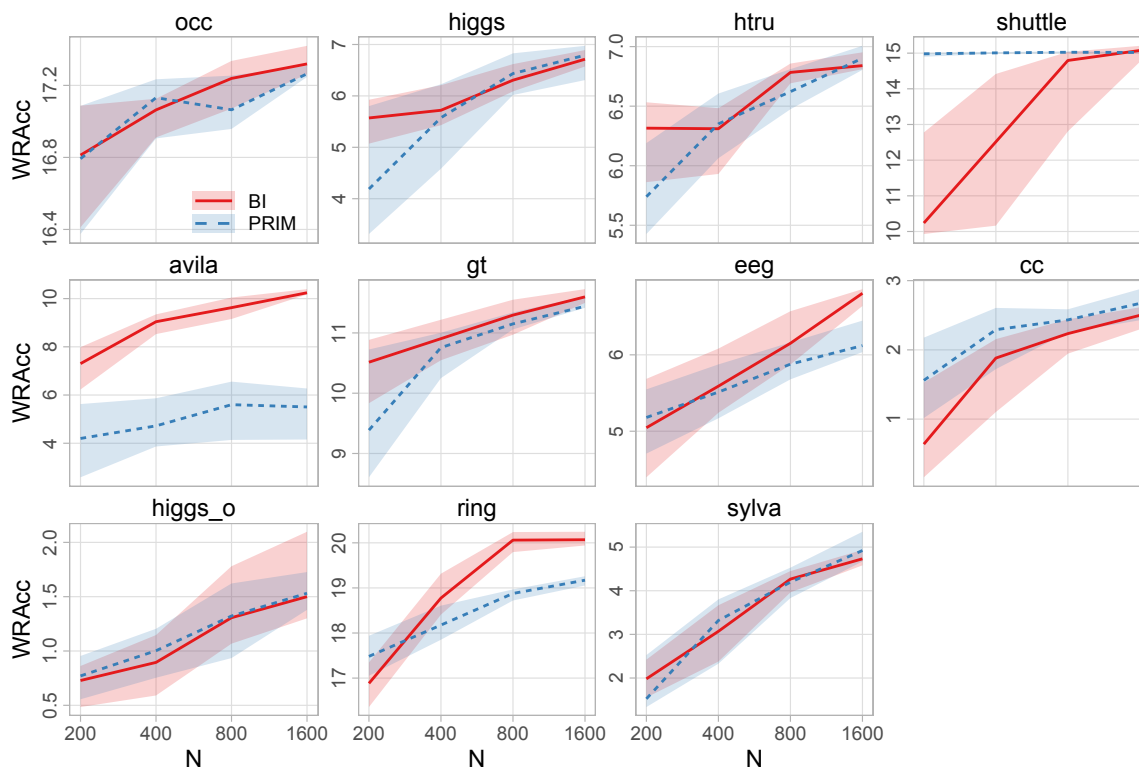 occ higgs htru shuttle
WRAcc
16.4 16.8 17.2
4 5 6 7
5.5 6.0 6.5 7.0
10 11 12 13 14 15
BI
PRIM
avila gt eeg cc
WRAcc
4 6 8 10
9 10 11
5 6
1 2 3
higgs_o ring sylva
WRAcc
0.5 1.0 1.5 2.0
17 18 19 20
2 3 4 5
200 400 800 1600 200 400 800 1600 200 400 800 1600
N N N